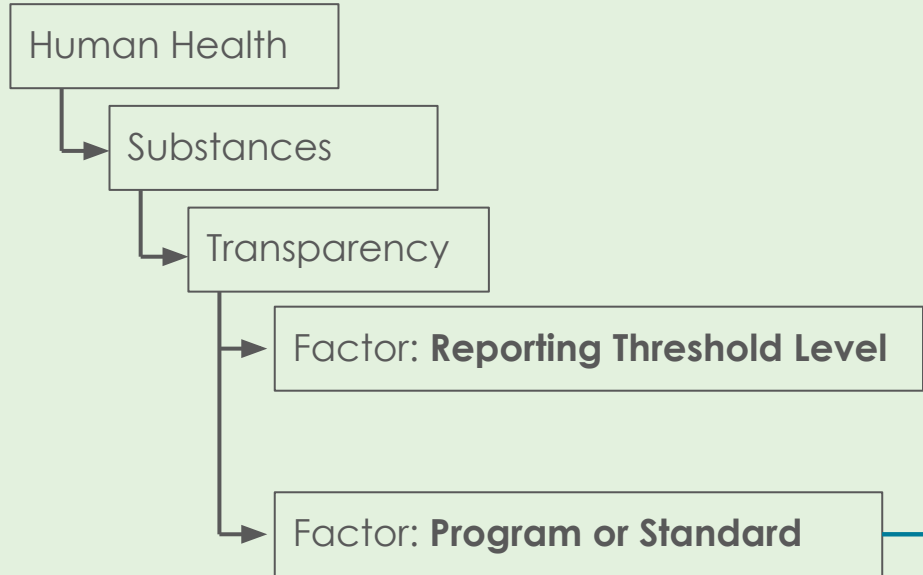 Human Health
Substances
Transparency
Factor: Reporting Threshold Level
Factor: Program or Standard